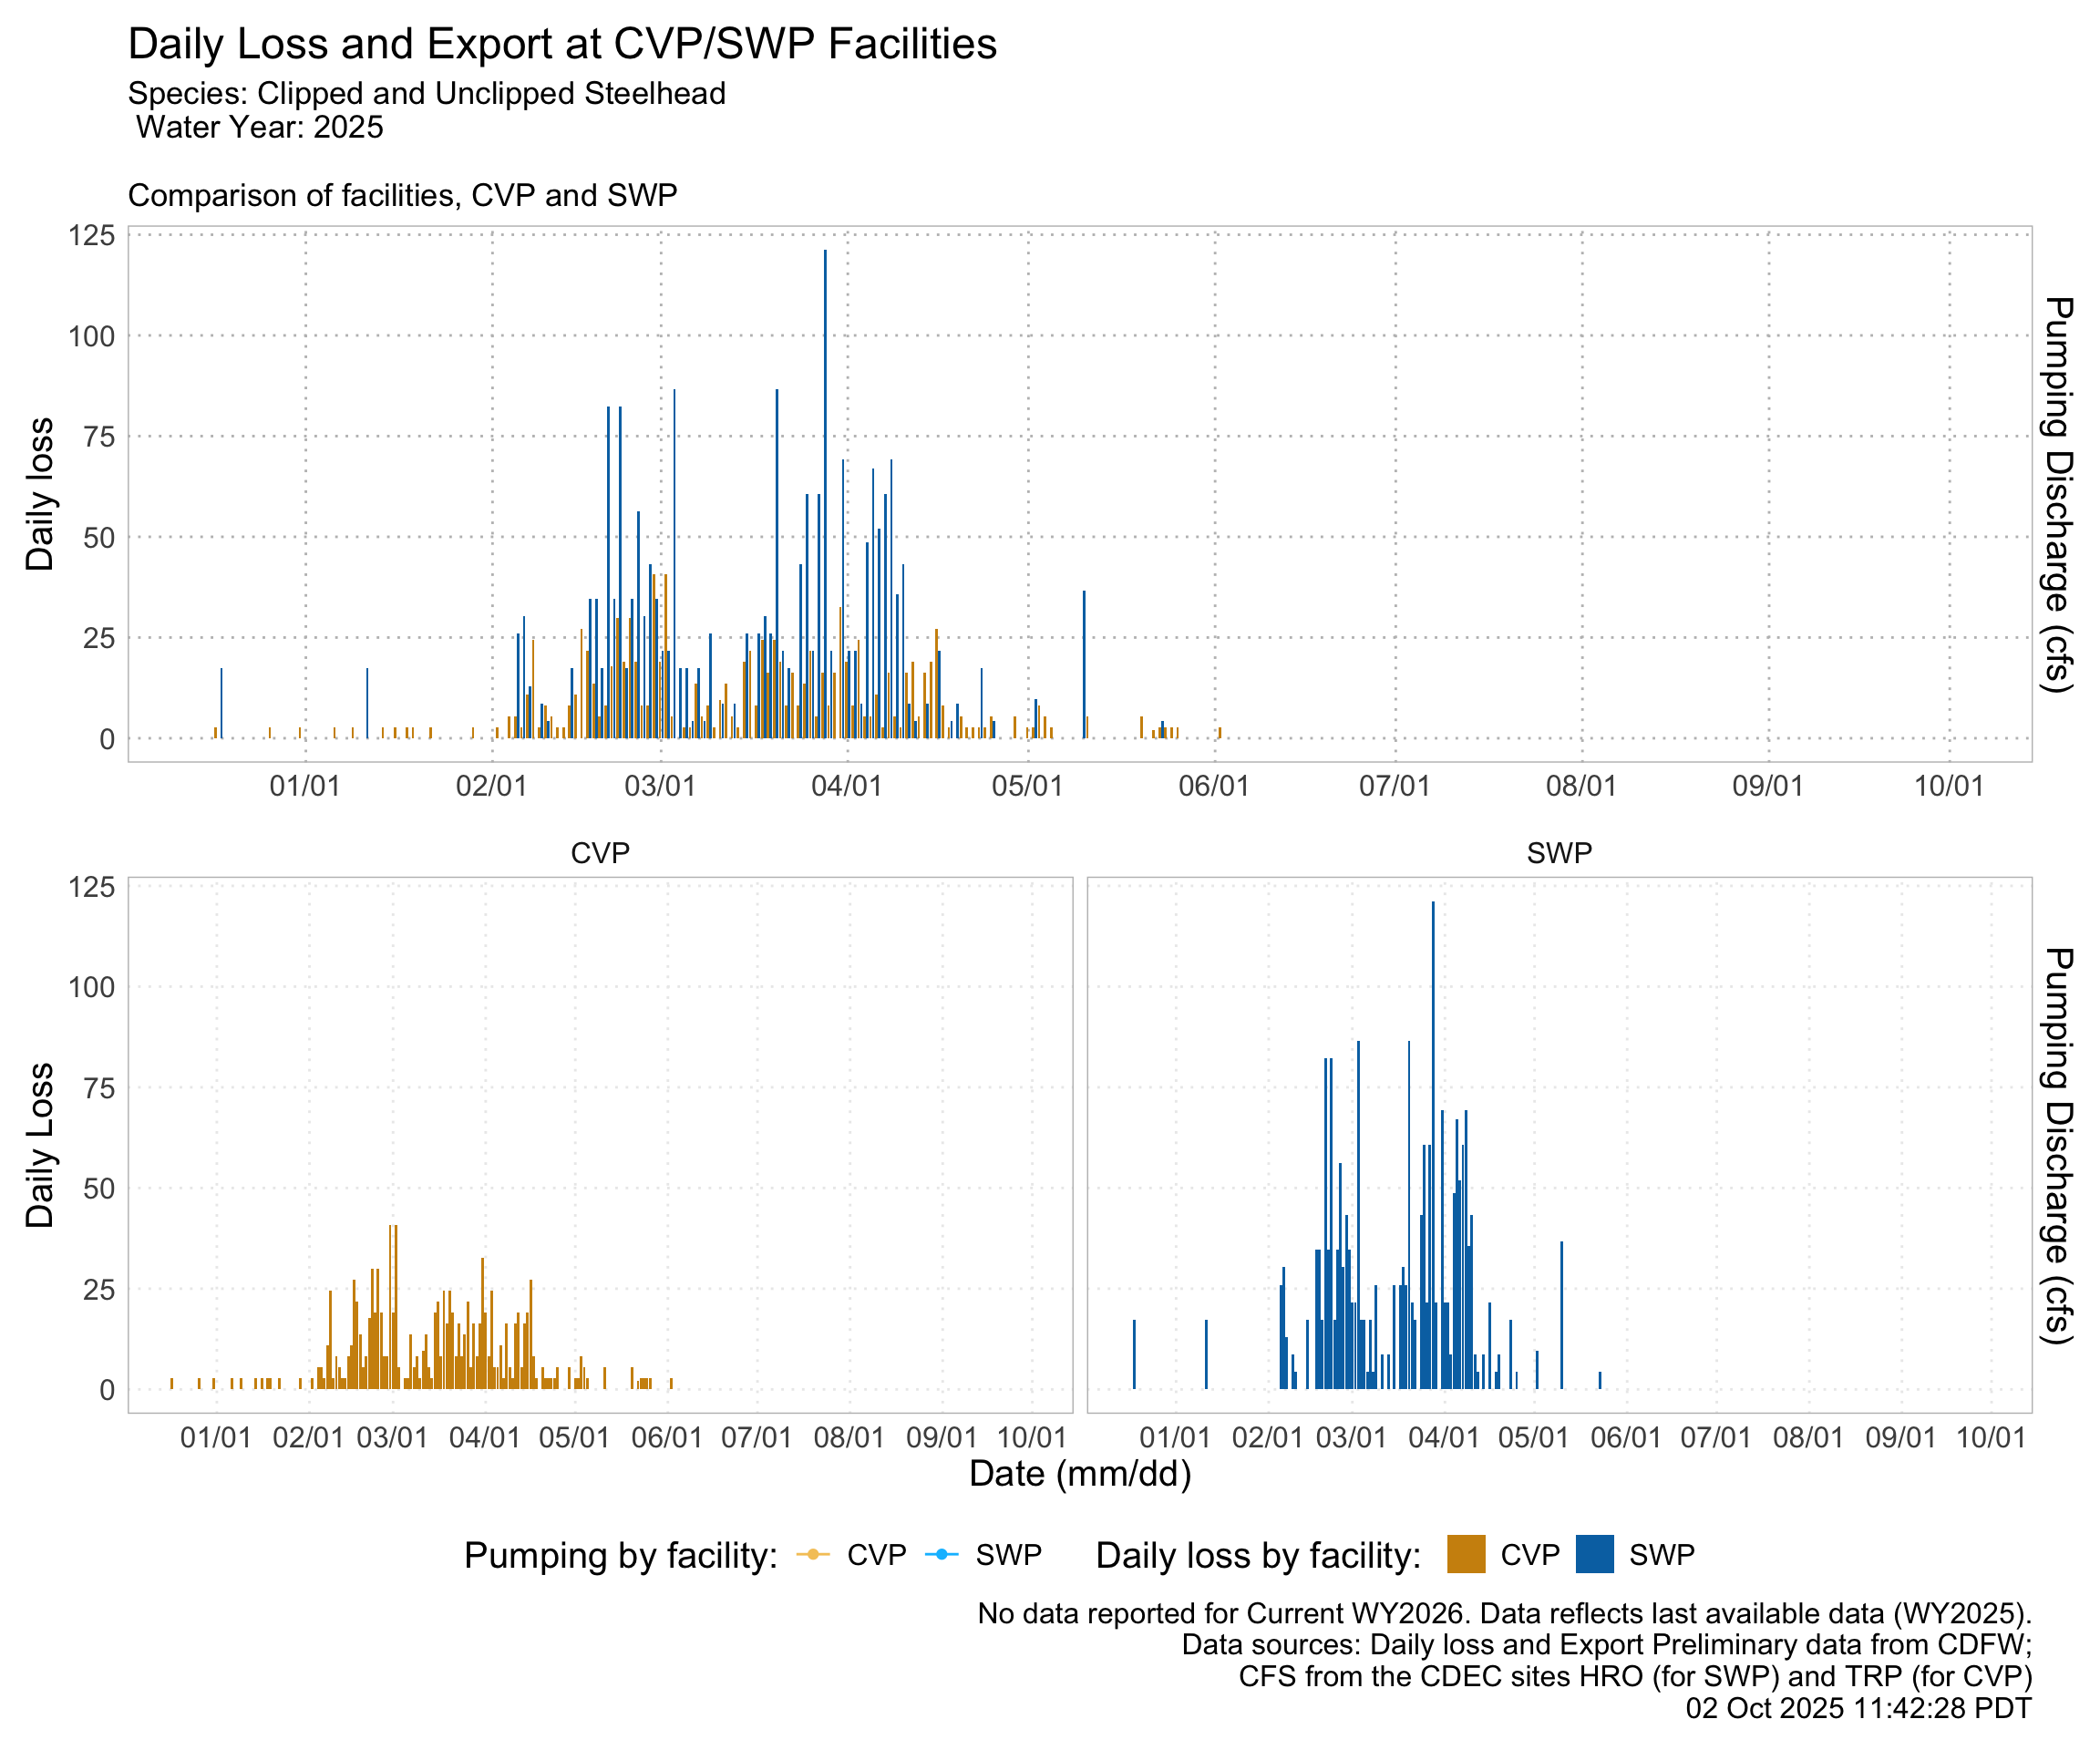 Daily Loss and Export at CVP/SWP Facilities
Species: Clipped and Unclipped Steelhead
Water Year: 2025
Comparison of facilities, CVP and SWP
125
100
75
50
25
0
Daily loss
Pumping Discharge (cfs)
01/01 02/01 03/01 04/01 05/01 06/01 07/01 08/01 09/01 10/01
CVP
SWP
125
100
75
50
25
0
Daily Loss
Pumping Discharge (cfs)
01/01 02/01 03/01 04/01 05/01 06/01 07/01 08/01 09/01 10/01
01/01 02/01 03/01 04/01 05/01 06/01 07/01 08/01 09/01 10/01
Date (mm/dd)
Pumping by facility: CVP SWP Daily loss by facility: CVP SWP
No data reported for Current WY2026. Data reflects last available data (WY2025).
Data sources: Daily loss and Export Preliminary data from CDFW;
CFS from the CDEC sites HRO (for SWP) and TRP (for CVP)
02 Oct 2025 11:42:28 PDT